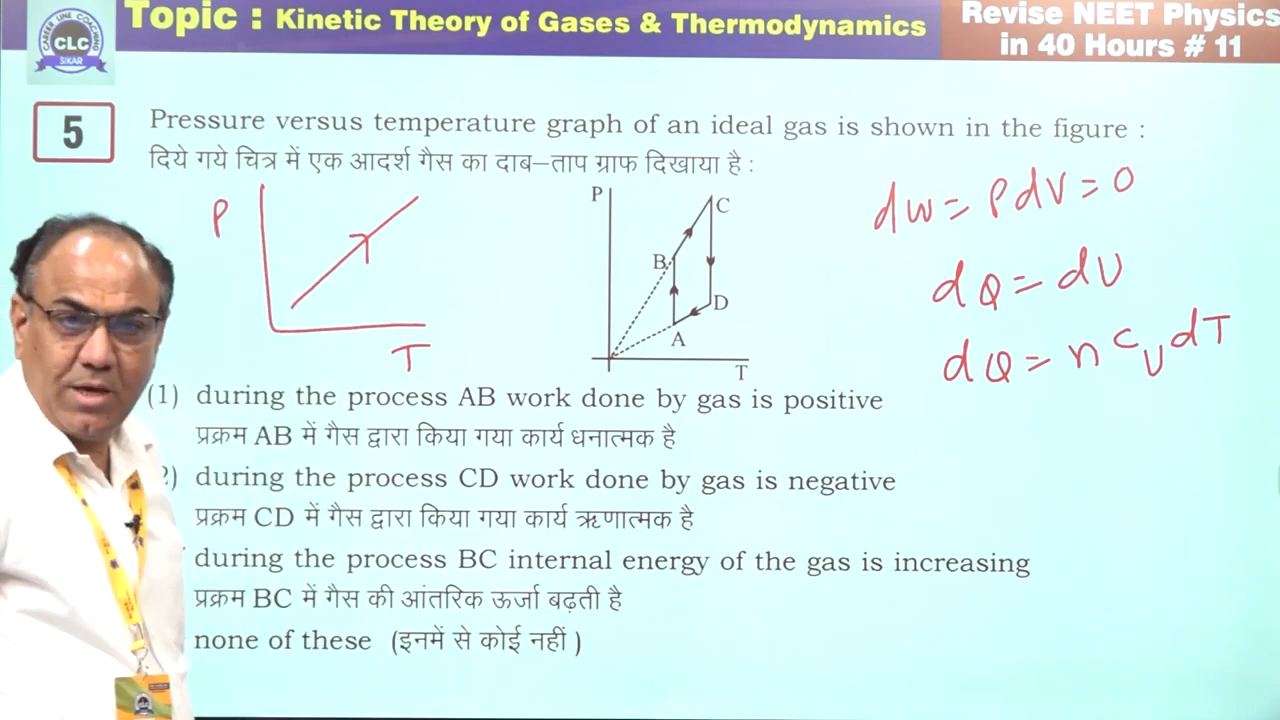 CAREER LINE COACHING
CLC
SIKAR
Topic : Kinetic Theory of Gases & Thermodynamics
Revise NEET Physics
in 40 Hours # 11
5
Pressure versus temperature graph of an ideal gas is shown in the figure :
दिये गये चित्र में एक आदर्श गैस का दाब–ताप ग्राफ दिखाया है :
P
T
P
C
B
D
A
T
dw = PdV = 0
dQ = dU
dQ = nCvdT
(1) during the process AB work done by gas is positive
प्रक्रम AB में गैस द्वारा किया गया कार्य धनात्मक है
2) during the process CD work done by gas is negative
प्रक्रम CD में गैस द्वारा किया गया कार्य ऋणात्मक है
during the process BC internal energy of the gas is increasing
प्रक्रम BC में गैस की आंतरिक ऊर्जा बढ़ती है
none of these (इनमें से कोई नहीं )